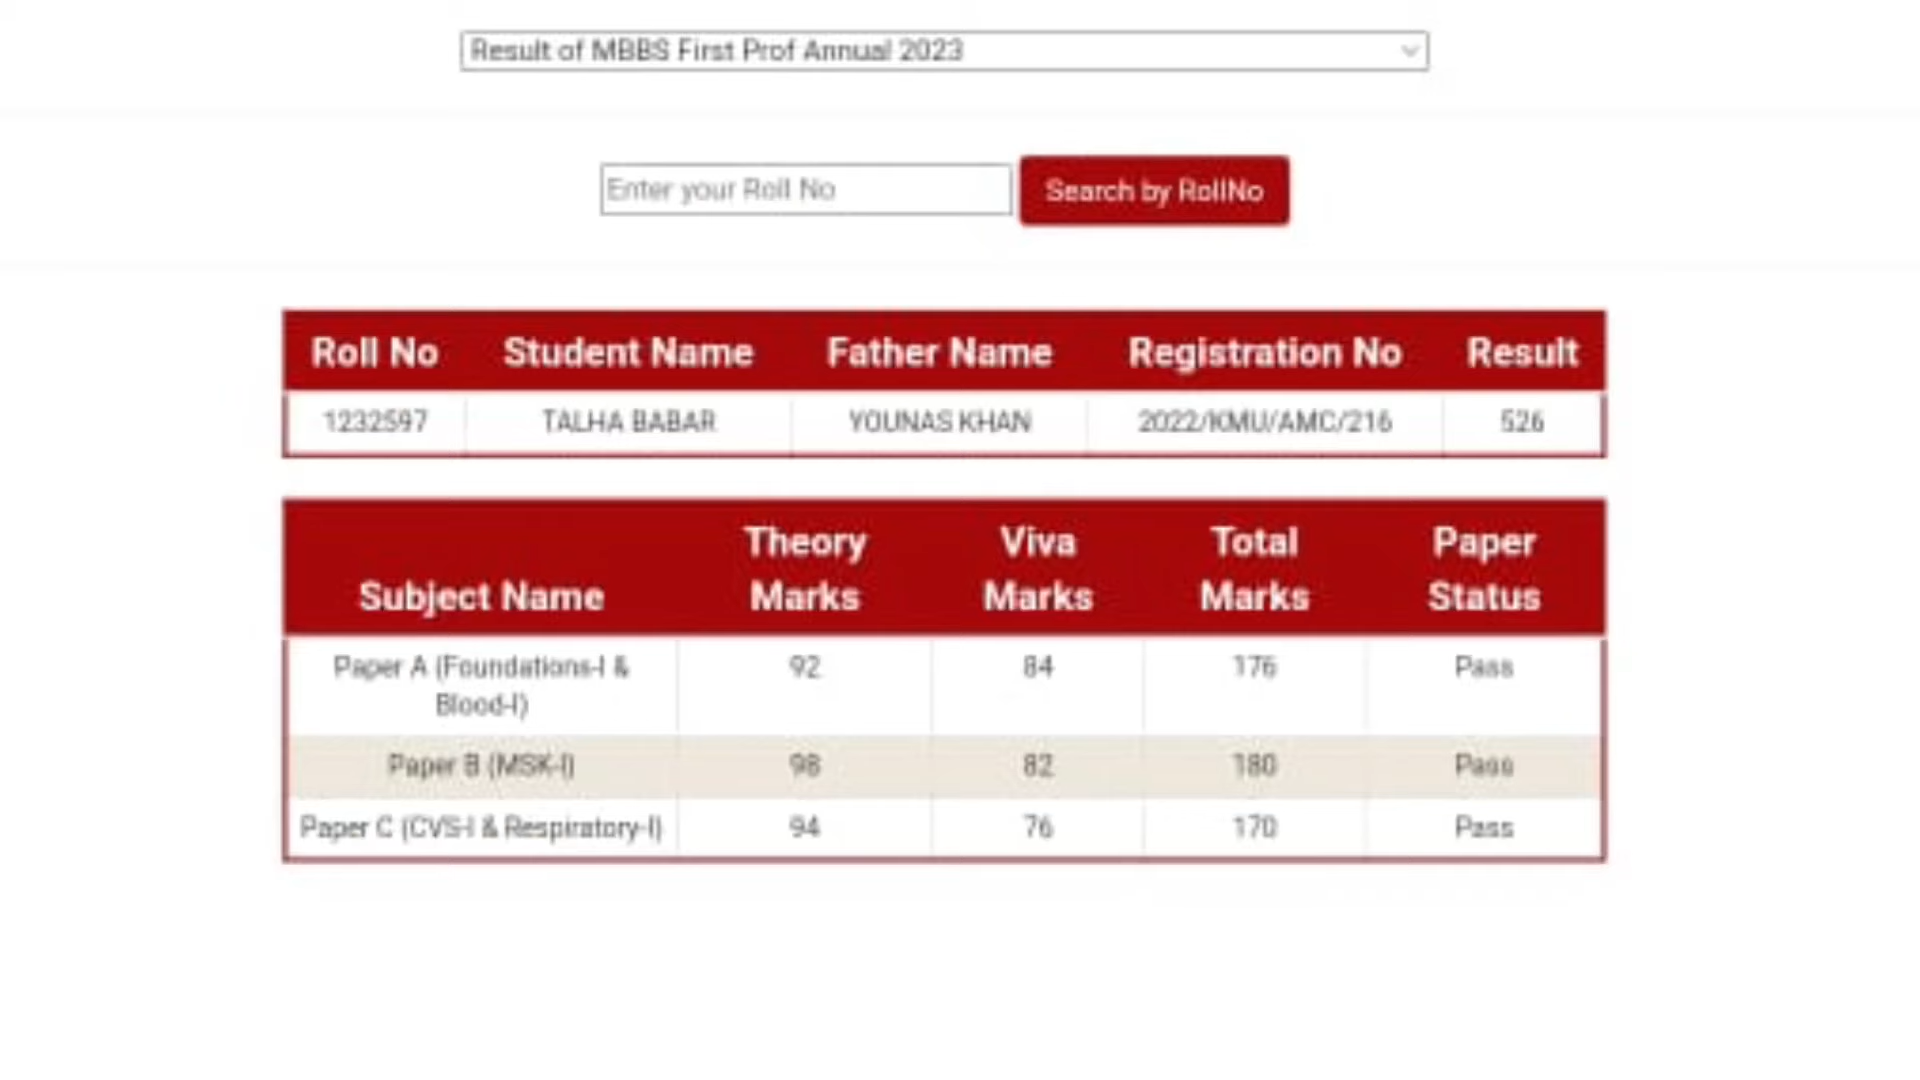 Result of MBBS First Prof Annual 2023
Enter your Roll No
Search by RollNo
Roll No Student Name Father Name Registration No Result
1232597 TALHA BABAR YOUNAS KHAN 2022/KMU/AMC/216 526
Subject Name Theory Marks Viva Marks Total Marks Paper Status
Paper A (Foundations-I & 92 84 176 Pass
Blood-I)
Paper B (MSK-I) 98 82 180 Pass
Paper C (CVS-I & Respiratory-I) 94 76 170 Pass